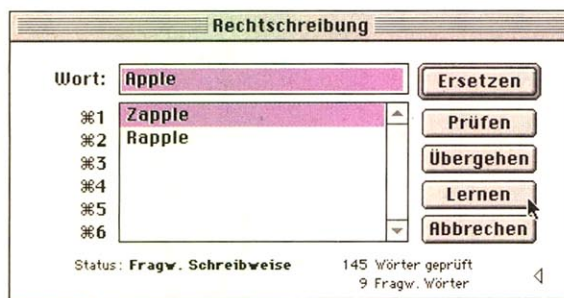 Rechtschreibung
Wort: Apple
Ersetzen
⌘1 Zapple
Prüfen
⌘2 Rapple
⌘3
Übergehen
⌘4
Lernen
⌘5
⌘6
Abbrechen
Status: Fragw. Schreibweise
145 Wörter geprüft
9 Fragw. Wörter